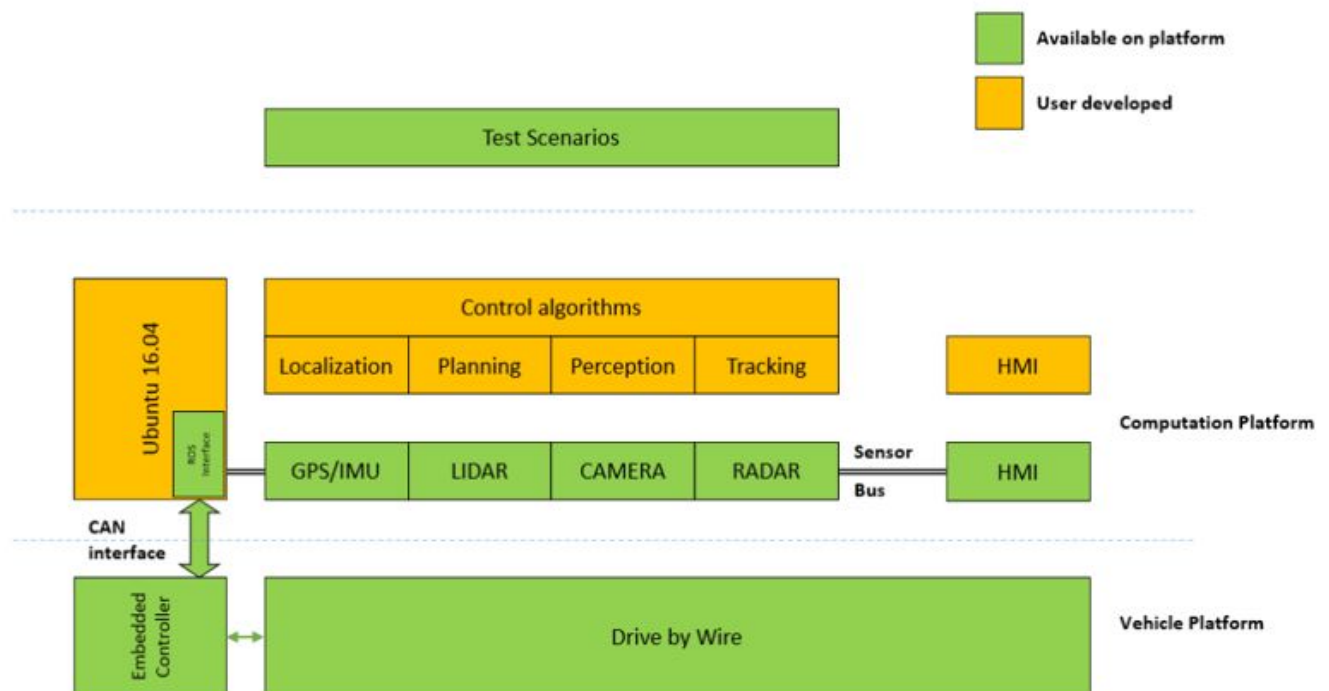 Available on platform
User developed
Test Scenarios
Ubuntu 16.04
ROS
Interface
Control algorithms
Localization
Planning
Perception
Tracking
HMI
Computation Platform
GPS/IMU
LIDAR
CAMERA
RADAR
Sensor
Bus
HMI
CAN
interface
Embedded
Controller
Drive by Wire
Vehicle Platform